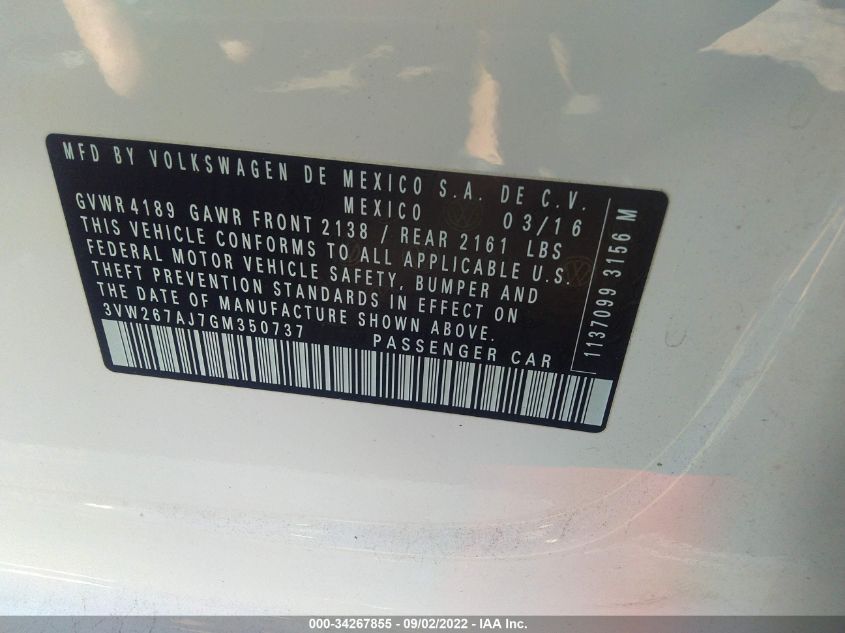 MFD BY VOLKSWAGEN DE MEXICO S.A. DE C.V.
MEXICO 03/16
GVWR 4189 GAWR FRONT 2138 / REAR 2161 LBS
THIS VEHICLE CONFORMS TO ALL APPLICABLE U.S.
FEDERAL MOTOR VEHICLE SAFETY, BUMPER AND
THEFT PREVENTION STANDARDS IN EFFECT ON
THE DATE OF MANUFACTURE SHOWN ABOVE.
3VW267AJ7GM350737 PASSENGER CAR
1137099 3156 M
000-34267855 - 09/02/2022 - IAA Inc.